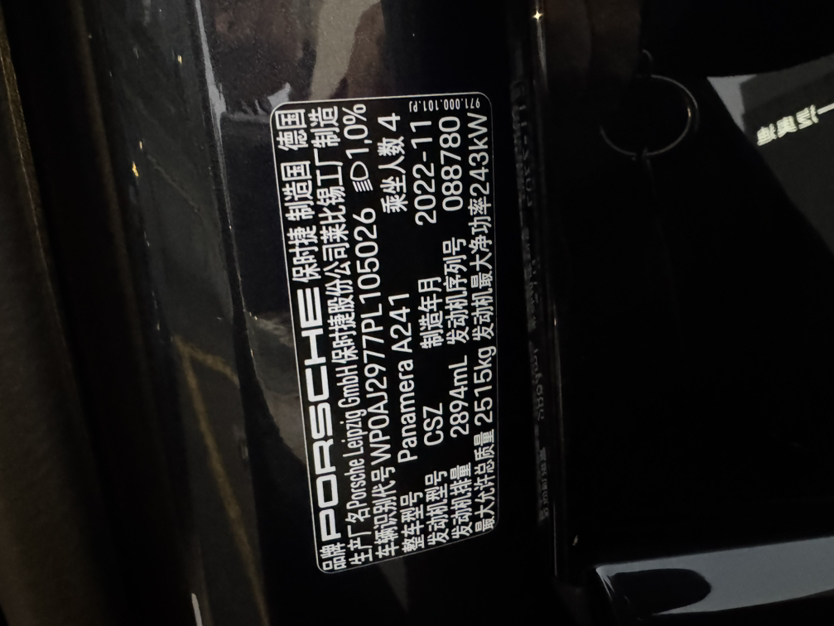 品牌 PORSCHE 保时捷 制造国 德国
生产厂名 Porsche Leipzig GmbH 保时捷股份公司莱比锡工厂制造
车辆识别代号 WP0AJ2977PL105026 1,0%
整车型号 Panamera A241 乘坐人数 4
发动机型号 CSZ 制造年月 2022-11
发动机排量 2894mL 发动机序列号 088780
最大允许总质量 2515kg 发动机最大净功率 243kW
971.000.101.PJ